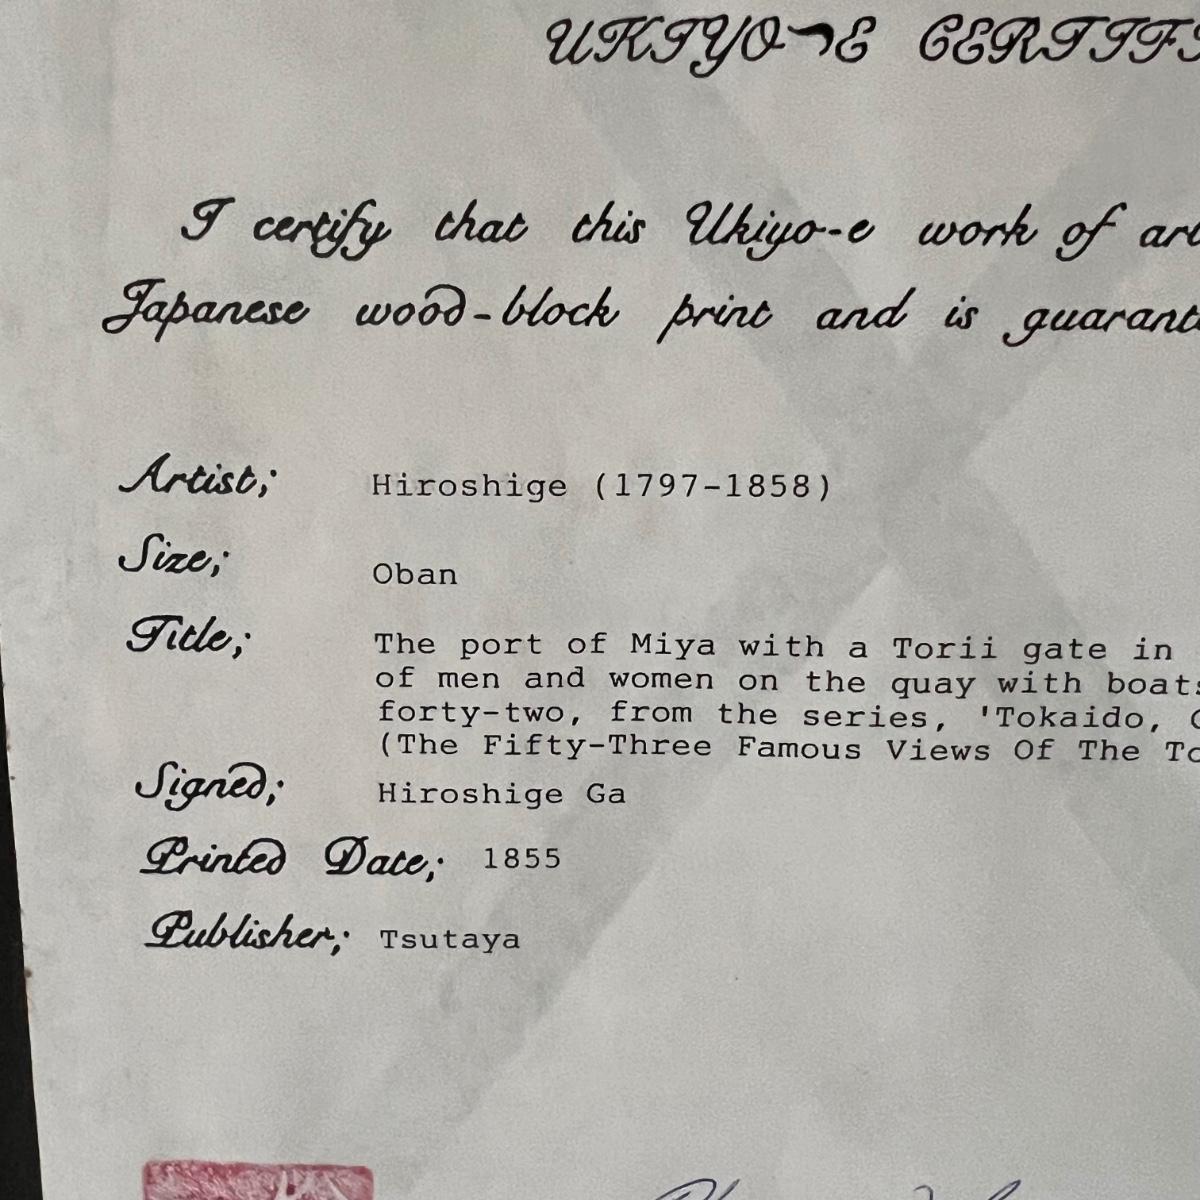 UKIYO-E CERTIF
I certify that this Ukiyo-e work of
Japanese wood-block print and is
Artist; Hiroshige (1797-1858)
Size; Oban
Title; The port of Miya with a Torii gate in
of men and women on the quay with boats
forty-two, from the series, 'Tokaido,
(The Fifty-Three Famous Views Of The
Signed; Hiroshige Ga
Printed Date; 1855
Publisher; Tsutaya